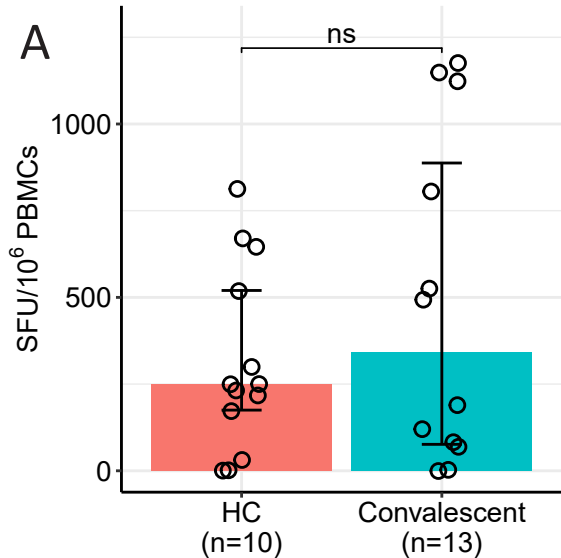 A
ns
SFU/10⁶ PBMCs
1000
500
0
HC
(n=10)
Convalescent
(n=13)